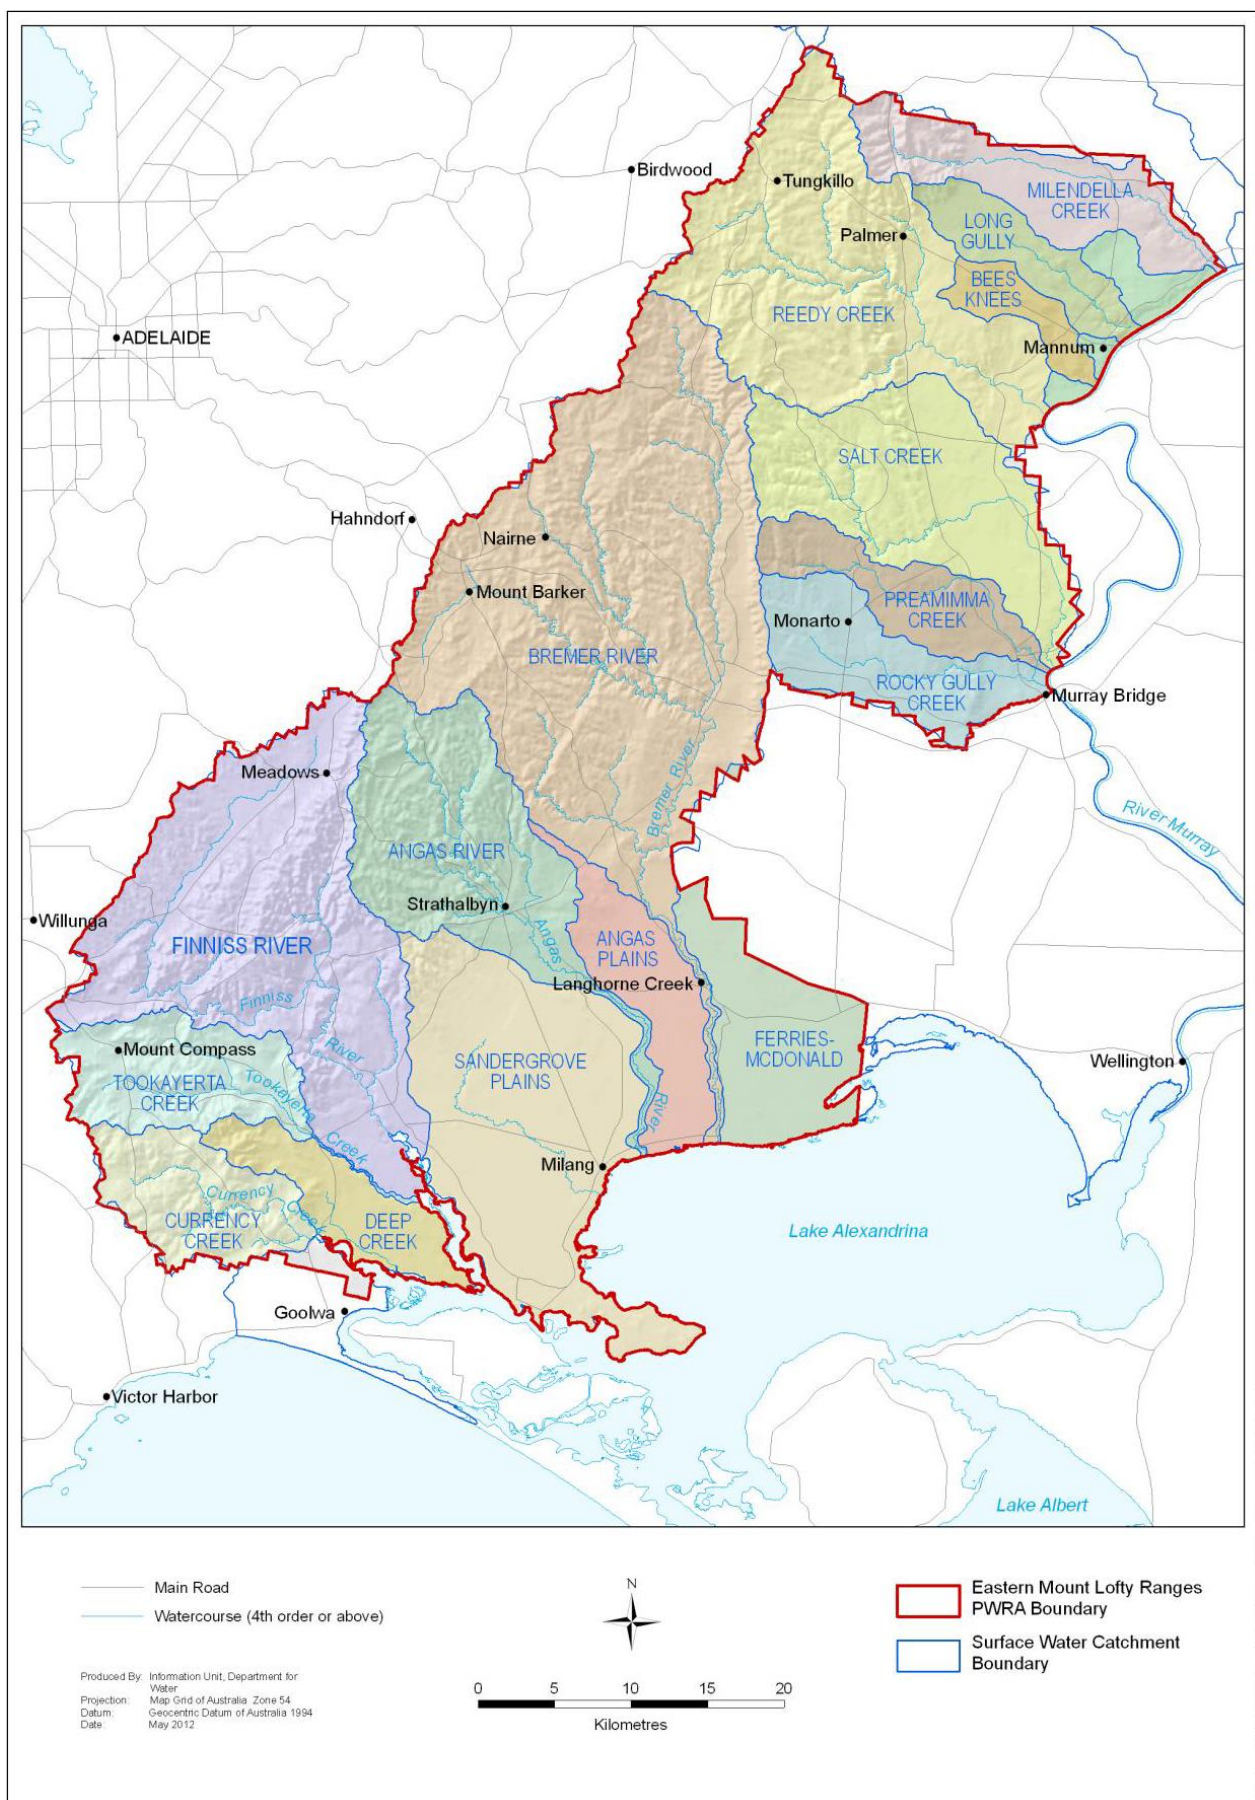 Birdwood
Tungkillo
MILENDELLA
CREEK
LONG
GULLY
Palmer
BEES
KNEES
REEDY CREEK
ADELAIDE
Mannum
SALT CREEK
Hahndorf
Nairne
Mount Barker
PREAMIMMA
CREEK
Monarto
BREMER RIVER
ROCKY GULLY
CREEK
Murray Bridge
Meadows
Bremer River
River Murray
ANGAS RIVER
Strathalbyn
Willunga
Angas
FINNISS RIVER
ANGAS
PLAINS
Langhorne Creek
Finniss
River
Mount Compass
FERRIES-
MCDONALD
Wellington
SANDERGROVE
PLAINS
TOOKAYERTA
CREEK
Tookayerta
Creek
River
Milang
Currency
Creek
CURRENCY
CREEK
DEEP
CREEK
Lake Alexandrina
Goolwa
Victor Harbor
Lake Albert
Main Road
Watercourse (4th order or above)
N
Eastern Mount Lofty Ranges
PWRA Boundary
Surface Water Catchment
Boundary
Produced By: Information Unit, Department for
Water
Projection: Map Grid of Australia Zone 54
Datum: Geocentric Datum of Australia 1994
Date: May 2012
0 5 10 15 20
Kilometres